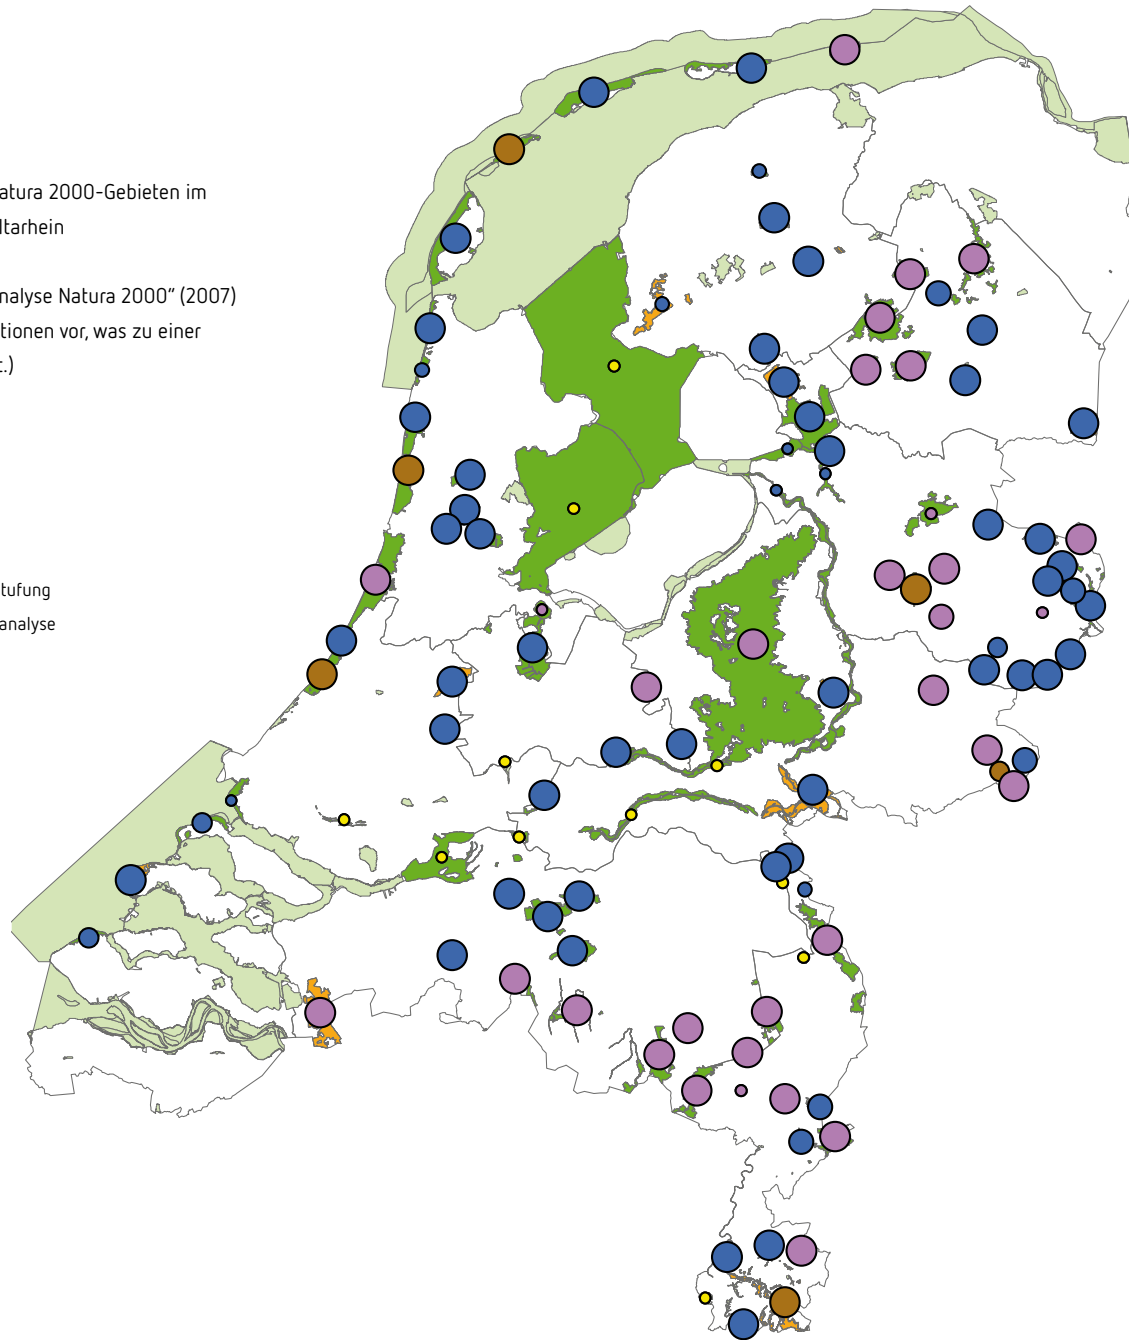 atura 2000-Gebieten im
ltarhein
nalyse Natura 2000“ (2007)
tionen vor, was zu einer
t.)
tufung
analyse